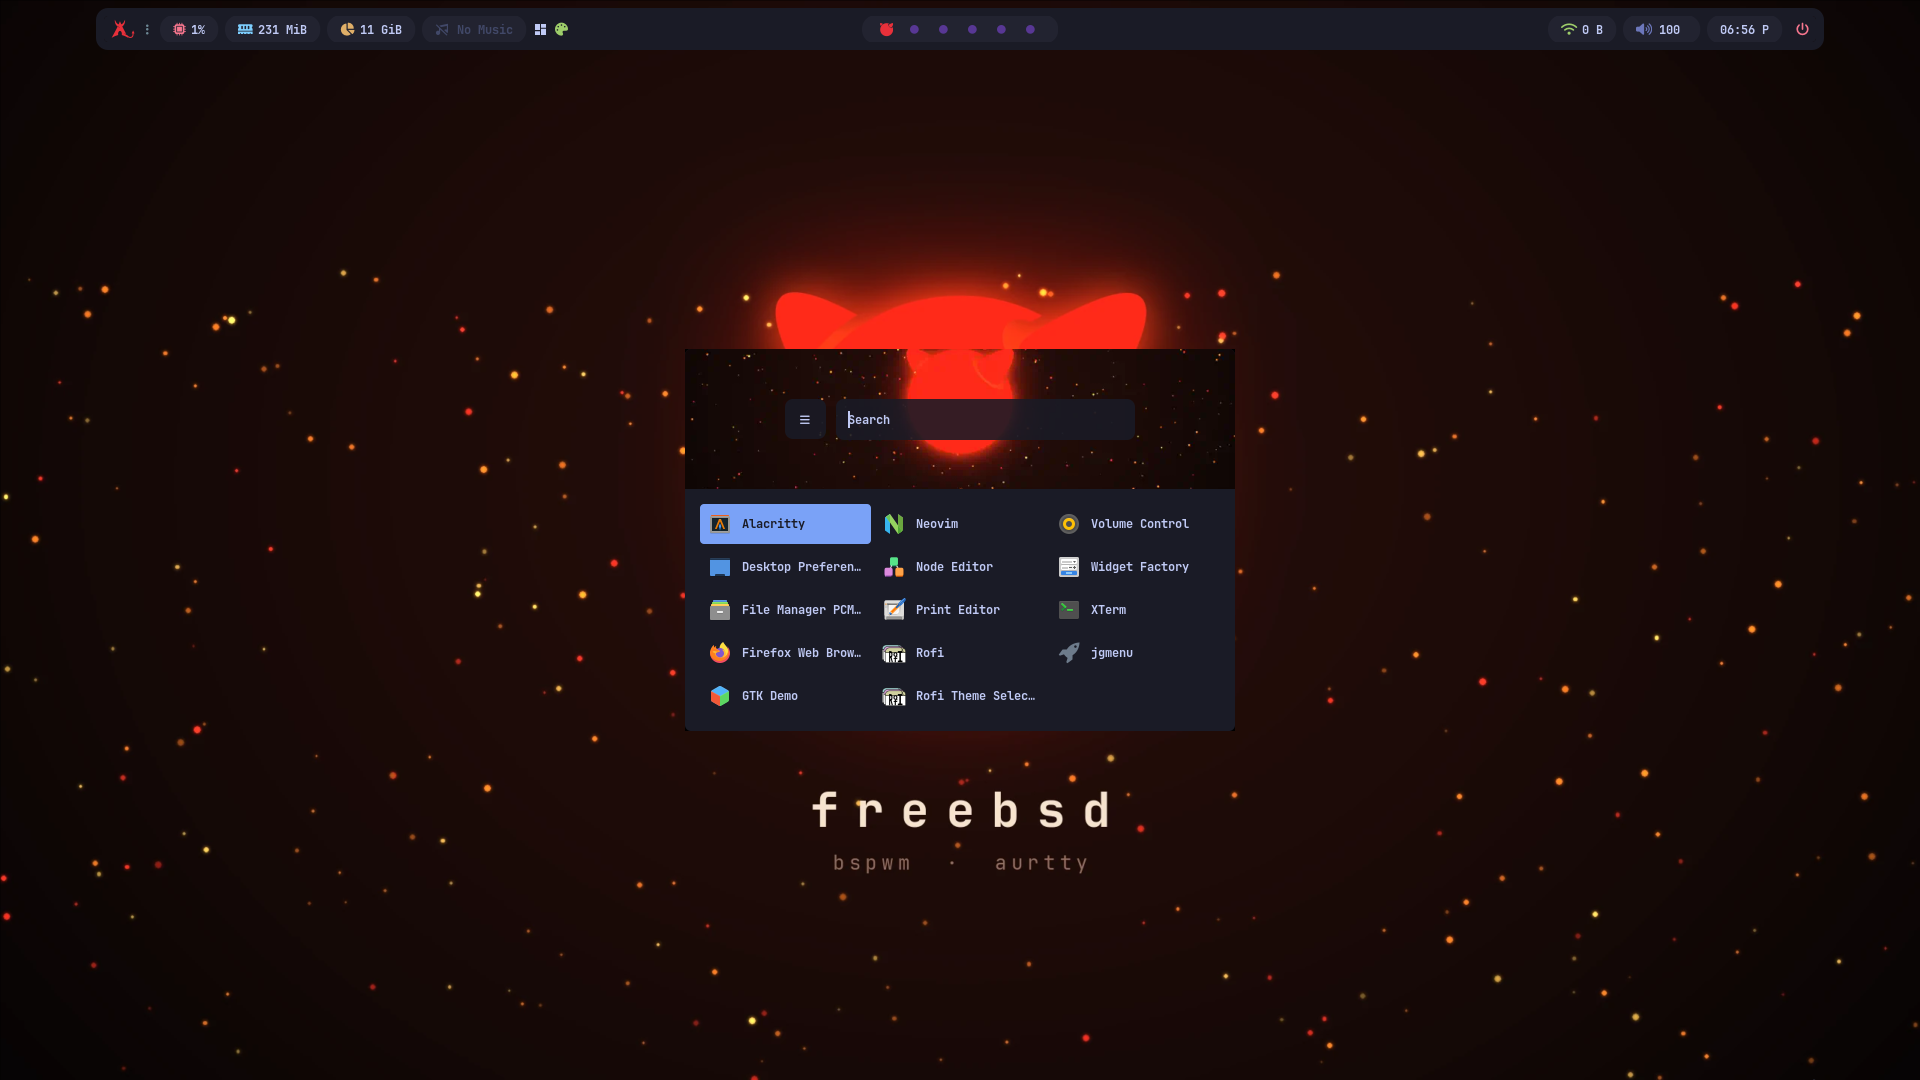 1% 231 MiB 11 GiB No Music 0 B 100 06:56 P
Search
Alacritty Neovim Volume Control
Desktop Preferen… Node Editor Widget Factory
File Manager PCM… Print Editor XTerm
Firefox Web Brow… Rofi jgmenu
GTK Demo Rofi Theme Selec…
freebsd
bspwm · aurtty